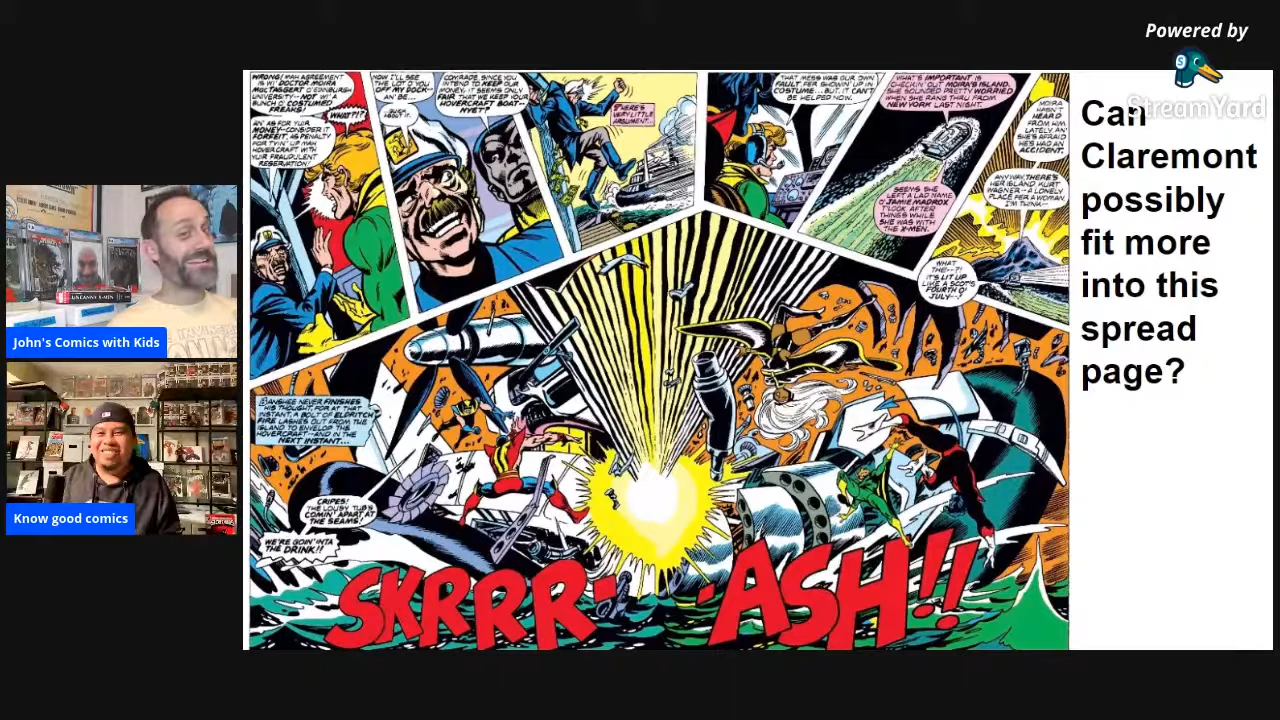 Powered by
StreamYard
WRONG! MAH AGREEMENT
IS WI' DOCTOR MOIRA
MacTAGGERT O'EDINBURGH
UNIVERSITY--NOT WI' A
BUNCH O' COSTUMED
FREAKS!
WHAT?!?
AN' AS FOR YUIR
MONEY--CONSIDER IT
FORFEIT, AS PENALTY
FOR TYIN' UP MAH
HOVERCRAFT WITH
YUIR FRAUDULENT
RESERVATION!
NOW I'LL SEE
THE LOT O' YOU
OFF MY DOCK--
AN' BE...
ABOUT IT.
COMRADE, SINCE YOU
INTEND TO KEEP OUR
MONEY, IT SEEMS ONLY
FAIR THAT WE KEEP YOUR
HOVERCRAFT BOAT--
NYET?
THERE'S
VERY LITTLE
ARGUMENT.
THAT MESS WAS OUR OWN
FAULT FER SHOWIN' UP IN
COSTUME... BUT, IT CAN'T
BE HELPED NOW.
WHAT'S IMPORTANT IS
CHECKIN' OUT MOIRA'S ISLAND.
SHE SOUNDED PRETTY WORRIED
WHEN SHE RANG THRU FROM
NEW YORK LAST NIGHT.
SEEMS SHE
LEFT A LAD NAME
O' JAMIE MADROX
T'LOOK AFTER
THINGS WHILE
SHE WAS WITH
THE X-MEN.
MOIRA
HASN'T
HEARD
FROM HIM
LATELY, AN'
SHE'S AFRAID
HE'S HAD AN
ACCIDENT.
ANYWAY, THERE'S
HER ISLAND, KURT
WAGNER--A LONELY
PLACE FER A WOMAN,
I'M THINK--
WHAT
THE--?!
IT'S LIT UP
LIKE A SCOT'S
FOURTH O'
JULY--!
BANSHEE NEVER FINISHES
HIS THOUGHT, FOR AT THAT
INSTANT, A BOLT OF ELDRITCH
FIRE LASHES OUT FROM THE
ISLAND TO ENVELOP THE
HOVERCRAFT--AND IN THE
NEXT INSTANT...
CRIPES!
THE LOUSY TUB'S
COMIN' APART AT
THE SEAMS!
WE'RE GOIN' INTA
THE DRINK!!
SKRRR-
-ASH!!
Can
Claremont
possibly
fit more
into this
spread
page?
UNCANNY X-MEN
John's Comics with Kids
Know good comics